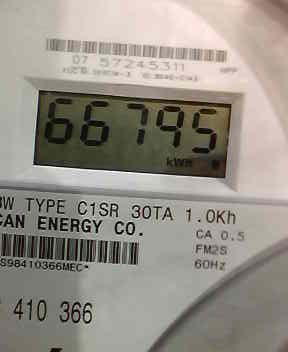 07 57245311
66795
kWH
3W TYPE C1SR 30TA 1.0Kh
CAN ENERGY CO.
CA 0.5
FM2S
60Hz
S98410366MEC*
410 366